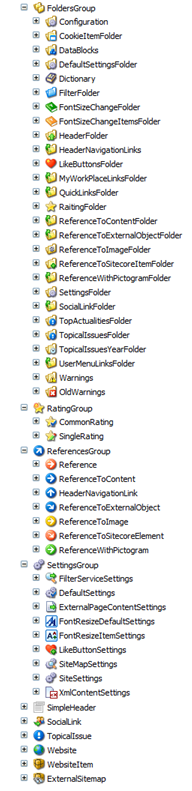 FoldersGroup
Configuration
CookieItemFolder
DataBlocks
DefaultSettingsFolder
Dictionary
FilterFolder
FontSizeChangeFolder
FontSizeChangeItemsFolder
HeaderFolder
HeaderNavigationLinks
LikeButtonsFolder
MyWorkPlaceLinksFolder
QuickLinksFolder
RaitingFolder
ReferenceToContentFolder
ReferenceToExternalObjectFolder
ReferenceToImageFolder
ReferenceToSitecoreItemFolder
ReferenceWithPictogramFolder
SettingsFolder
SocialLinkFolder
TopActualitiesFolder
TopicalIssuesFolder
TopicalIssuesYearFolder
UserMenuLinksFolder
Warnings
OldWarnings
RatingGroup
CommonRating
SingleRating
ReferencesGroup
Reference
ReferenceToContent
HeaderNavigationLink
ReferenceToExternalObject
ReferenceToImage
ReferenceToSitecoreElement
ReferenceWithPictogram
SettingsGroup
FilterServiceSettings
DefaultSettings
ExternalPageContentSettings
FontResizeDefaultSettings
FontResizeItemSettings
LikeButtonSettings
SiteMapSettings
SiteSettings
XmlContentSettings
SimpleHeader
SocialLink
TopicalIssue
Website
WebsiteItem
ExternalSitemap